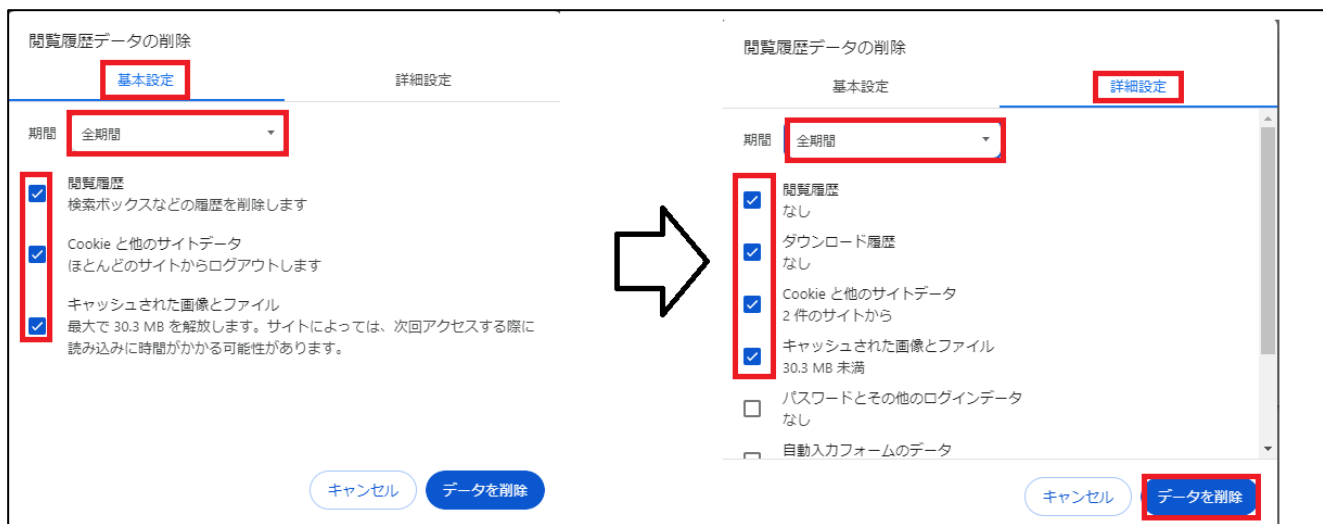 閲覧履歴データの削除
基本設定
詳細設定
期間
全期間
閲覧履歴
検索ボックスなどの履歴を削除します
Cookie と他のサイトデータ
ほとんどのサイトからログアウトします
キャッシュされた画像とファイル
最大で 30.3 MB を解放します。サイトによっては、次回アクセスする際に
読み込みに時間がかかる可能性があります。
キャンセル
データを削除
閲覧履歴データの削除
基本設定
詳細設定
期間
全期間
閲覧履歴
なし
ダウンロード履歴
なし
Cookie と他のサイトデータ
2 件のサイトから
キャッシュされた画像とファイル
30.3 MB 未満
パスワードとその他のログインデータ
なし
自動入力フォームのデータ
キャンセル
データを削除